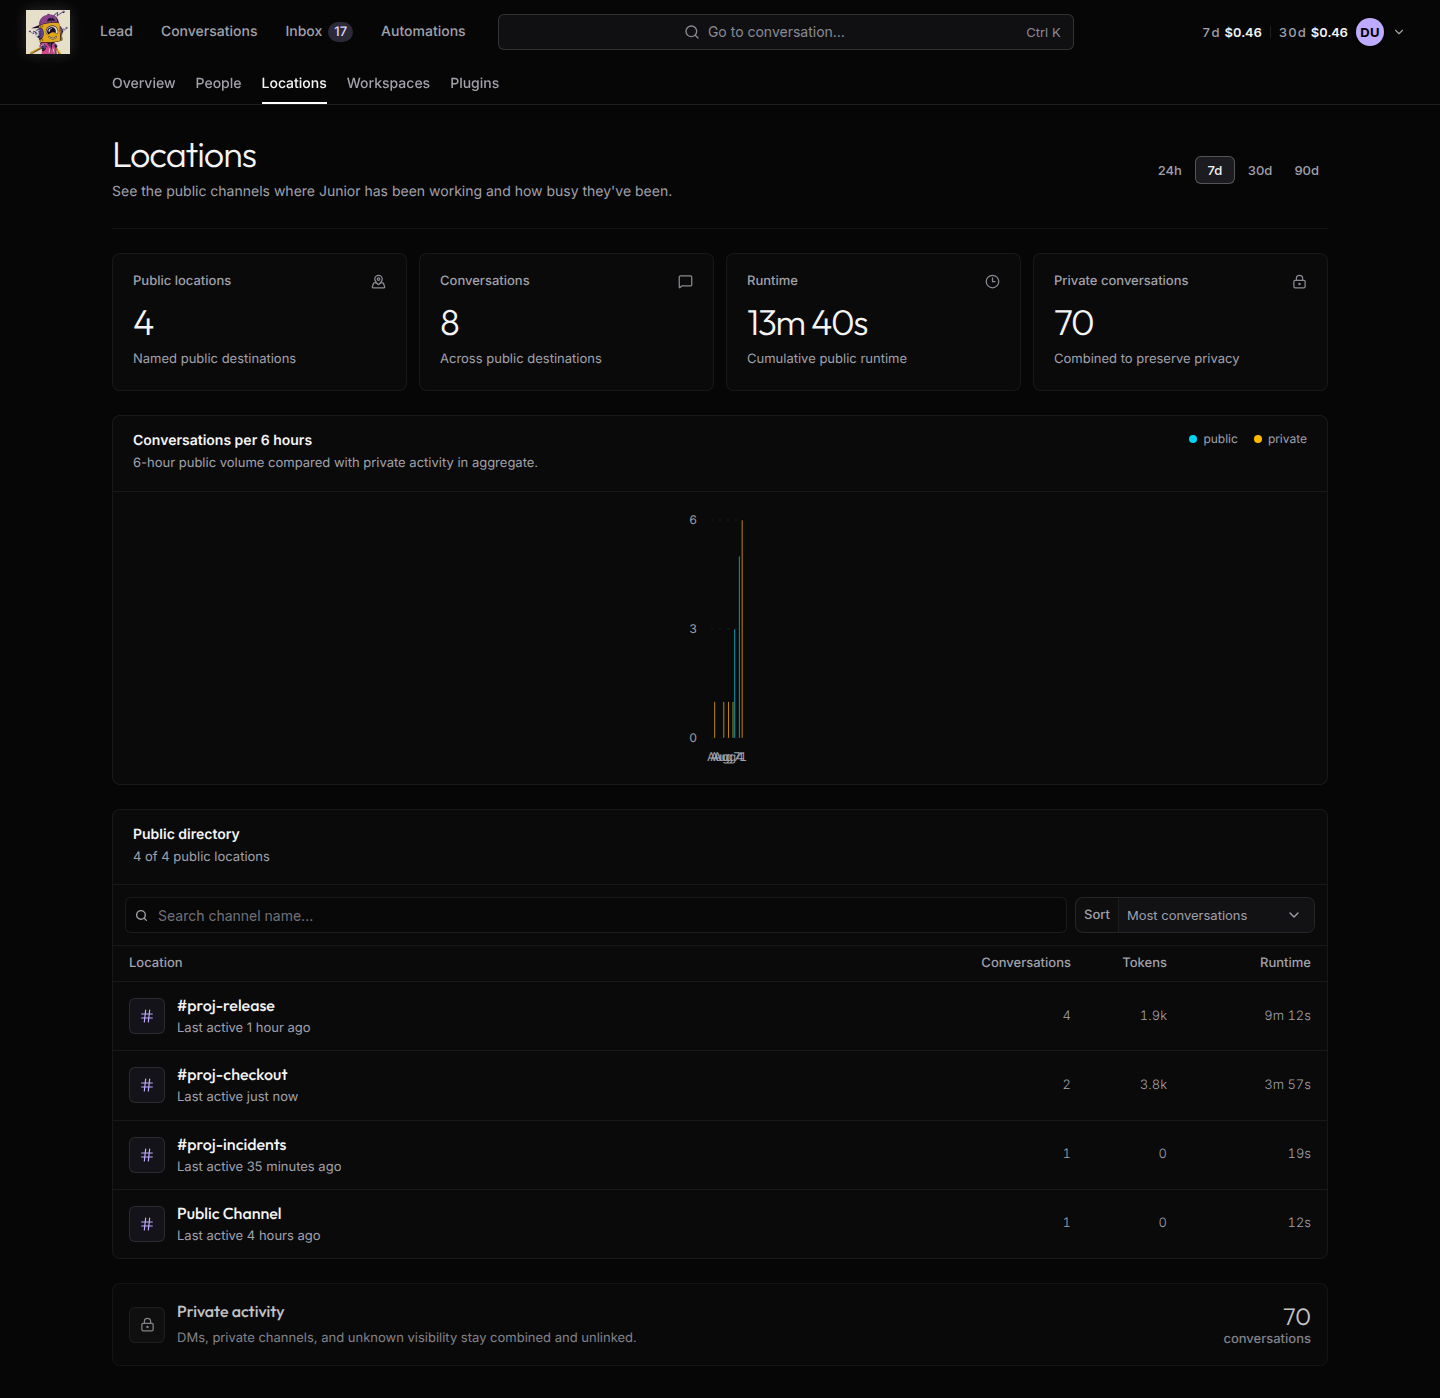 Lead
Conversations
Inbox 17
Automations
Go to conversation...
Ctrl K
7d $0.46
30d $0.46
DU
Overview
People
Locations
Workspaces
Plugins
Locations
See the public channels where Junior has been working and how busy they've been.
24h
7d
30d
90d
Public locations
4
Named public destinations
Conversations
8
Across public destinations
Runtime
13m 40s
Cumulative public runtime
Private conversations
70
Combined to preserve privacy
Conversations per 6 hours
6-hour public volume compared with private activity in aggregate.
public
private
6
3
0
Public directory
4 of 4 public locations
Search channel name...
Sort
Most conversations
Location
Conversations
Tokens
Runtime
#proj-release
Last active 1 hour ago
4
1.9k
9m 12s
#proj-checkout
Last active just now
2
3.8k
3m 57s
#proj-incidents
Last active 35 minutes ago
1
0
19s
Public Channel
Last active 4 hours ago
1
0
12s
Private activity
DMs, private channels, and unknown visibility stay combined and unlinked.
70
conversations